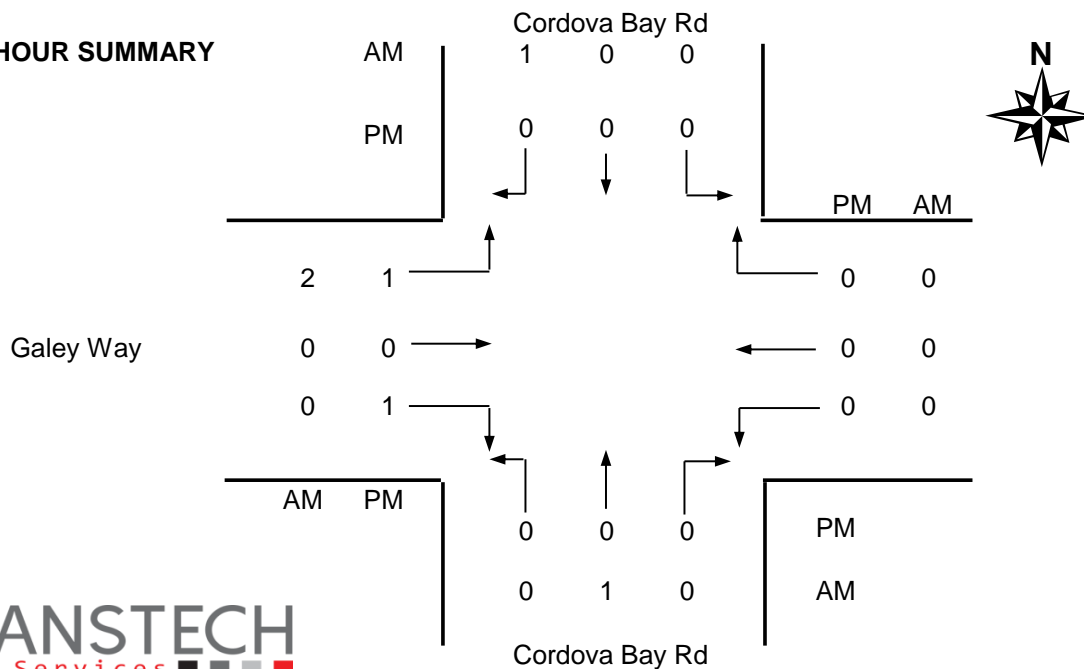 Cordova Bay Rd
HOUR SUMMARY AM 1 0 0 N
PM 0 0 0
PM AM
2 1 0 0
Galey Way 0 0 0 0
0 1 0 0
AM PM
0 0 0 PM
0 1 0 AM
ANSTECH
Services
Cordova Bay Rd